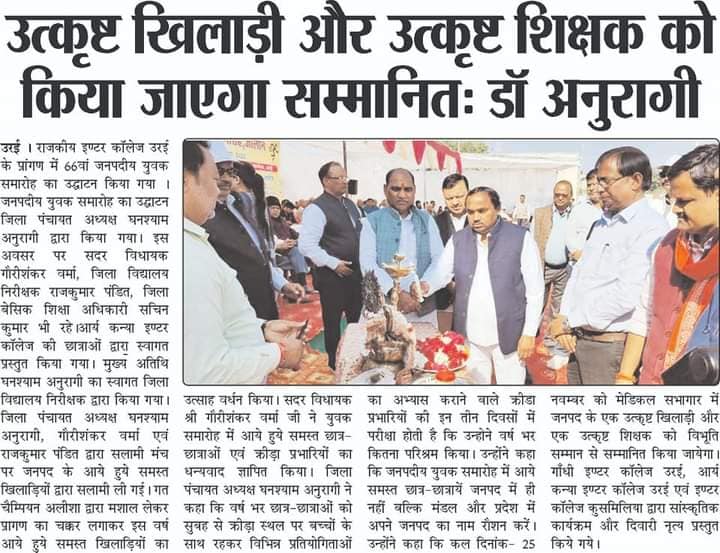 उत्कृष्ट खिलाड़ी और उत्कृष्ट शिक्षक को
किया जाएगा सम्मानितः डॉ अनुरागी
उरई । राजकीय इण्टर कॉलेज उरई
के प्रांगण में 66वां जनपदीय युवक
समारोह का उद्घाटन किया गया ।
जनपदीय युवक समारोह का उद्घाटन
जिला पंचायत अध्यक्ष घनश्याम
अनुरागी द्वारा किया गया। इस
अवसर पर सदर विधायक
गौरीशंकर वर्मा, जिला विद्यालय
निरीक्षक राजकुमार पंडित, जिला
बेसिक शिक्षा अधिकारी सचिन
कुमार भी रहे।आर्य कन्या इण्टर
कॉलेज की छात्राओं द्वारा स्वागत
प्रस्तुत किया गया। मुख्य अतिथि
घनश्याम अनुरागी का स्वागत जिला
विद्यालय निरीक्षक द्वारा किया गया।
जिला पंचायत अध्यक्ष घनश्याम
अनुरागी, गौरीशंकर वर्मा एवं
राजकुमार पंडित द्वारा सलामी मंच
पर जनपद के आये हुये समस्त
खिलाड़ियों द्वारा सलामी ली गई। गत
चैम्पियन अलीशा द्वारा मशाल लेकर
प्रागण का चक्कर लगाकर इस वर्ष
आये हुये समस्त खिलाड़ियों का
उत्साह वर्धन किया। सदर विधायक
श्री गौरीशंकर वर्मा जी ने युवक
समारोह में आये हुये समस्त छात्र-
छात्राओं एवं क्रीड़ा प्रभारियों का
धन्यवाद ज्ञापित किया। जिला
पंचायत अध्यक्ष घनश्याम अनुरागी ने
कहा कि वर्ष भर छात्र-छात्राओं को
सुबह से क्रीड़ा स्थल पर बच्चों के
साथ रहकर विभिन्न प्रतियोगिताओं
का अभ्यास कराने वाले क्रीडा
प्रभारियों की इन तीन दिवसों में
परीक्षा होती है कि उन्होने वर्ष भर
कितना परिश्रम किया। उन्होंने कहा
कि जनपदीय युवक समारोह में आये
समस्त छात्र-छात्रायें जनपद में ही
नहीं वल्कि मंडल और प्रदेश में
अपने जनपद का नाम रौशन करें।
उन्होंने कहा कि कल दिनांक- 25
नवम्बर को मेडिकल सभागार में
जनपद के एक उत्कृष्ट खिलाड़ी और
एक उत्कृष्ट शिक्षक को विभूति
सम्मान से सम्मानित किया जायेगा।
गाँधी इण्टर कॉलेज उरई, आर्य
कन्या इण्टर कॉलेज उरई एवं इण्टर
कॉलेज कुसमिलिया द्वारा सांस्कृतिक
कार्यक्रम और दिवारी नृत्य प्रस्तुत
किये गये।